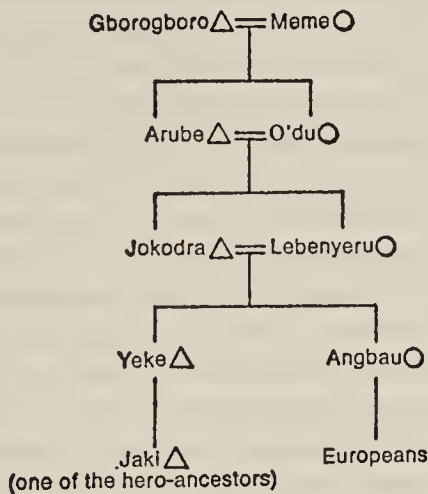 Gborogboro Meme
Arube O'du
Jokodra Lebenyeru
Yeke Angbau
Jaki Europeans
(one of the hero-ancestors)